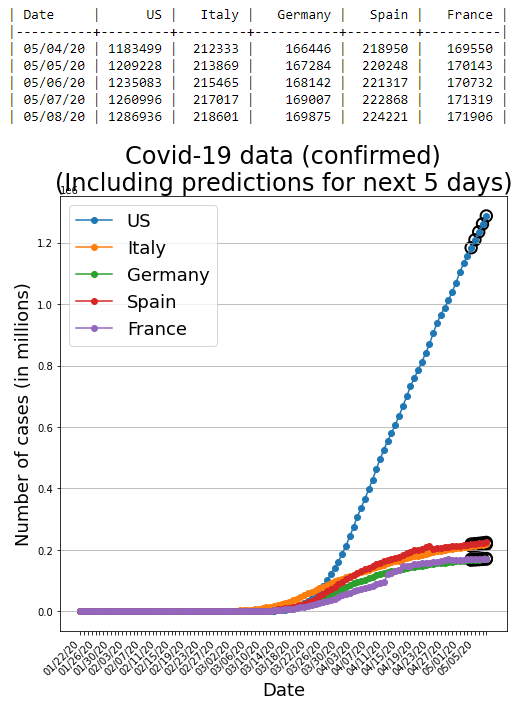 | Date | US | Italy | Germany | Spain | France |
|----------+---------+---------+-----------+---------+----------|
| 05/04/20 | 1183499 | 212333 | 166446 | 218950 | 169550 |
| 05/05/20 | 1209228 | 213869 | 167284 | 220248 | 170143 |
| 05/06/20 | 1235083 | 215465 | 168142 | 221317 | 170732 |
| 05/07/20 | 1260996 | 217017 | 169007 | 222868 | 171319 |
| 05/08/20 | 1286936 | 218601 | 169875 | 224221 | 171906 |
Covid-19 data (confirmed)
(Including predictions for next 5 days)
1e6
US
Italy
Germany
Spain
France
Number of cases (in millions)
1.2
1.0
0.8
0.6
0.4
0.2
0.0
01/22/20
01/26/20
01/30/20
02/03/20
02/07/20
02/11/20
02/15/20
02/19/20
02/23/20
02/27/20
03/02/20
03/06/20
03/10/20
03/14/20
03/18/20
03/22/20
03/26/20
03/30/20
04/03/20
04/07/20
04/11/20
04/15/20
04/19/20
04/23/20
04/27/20
05/01/20
05/05/20
Date